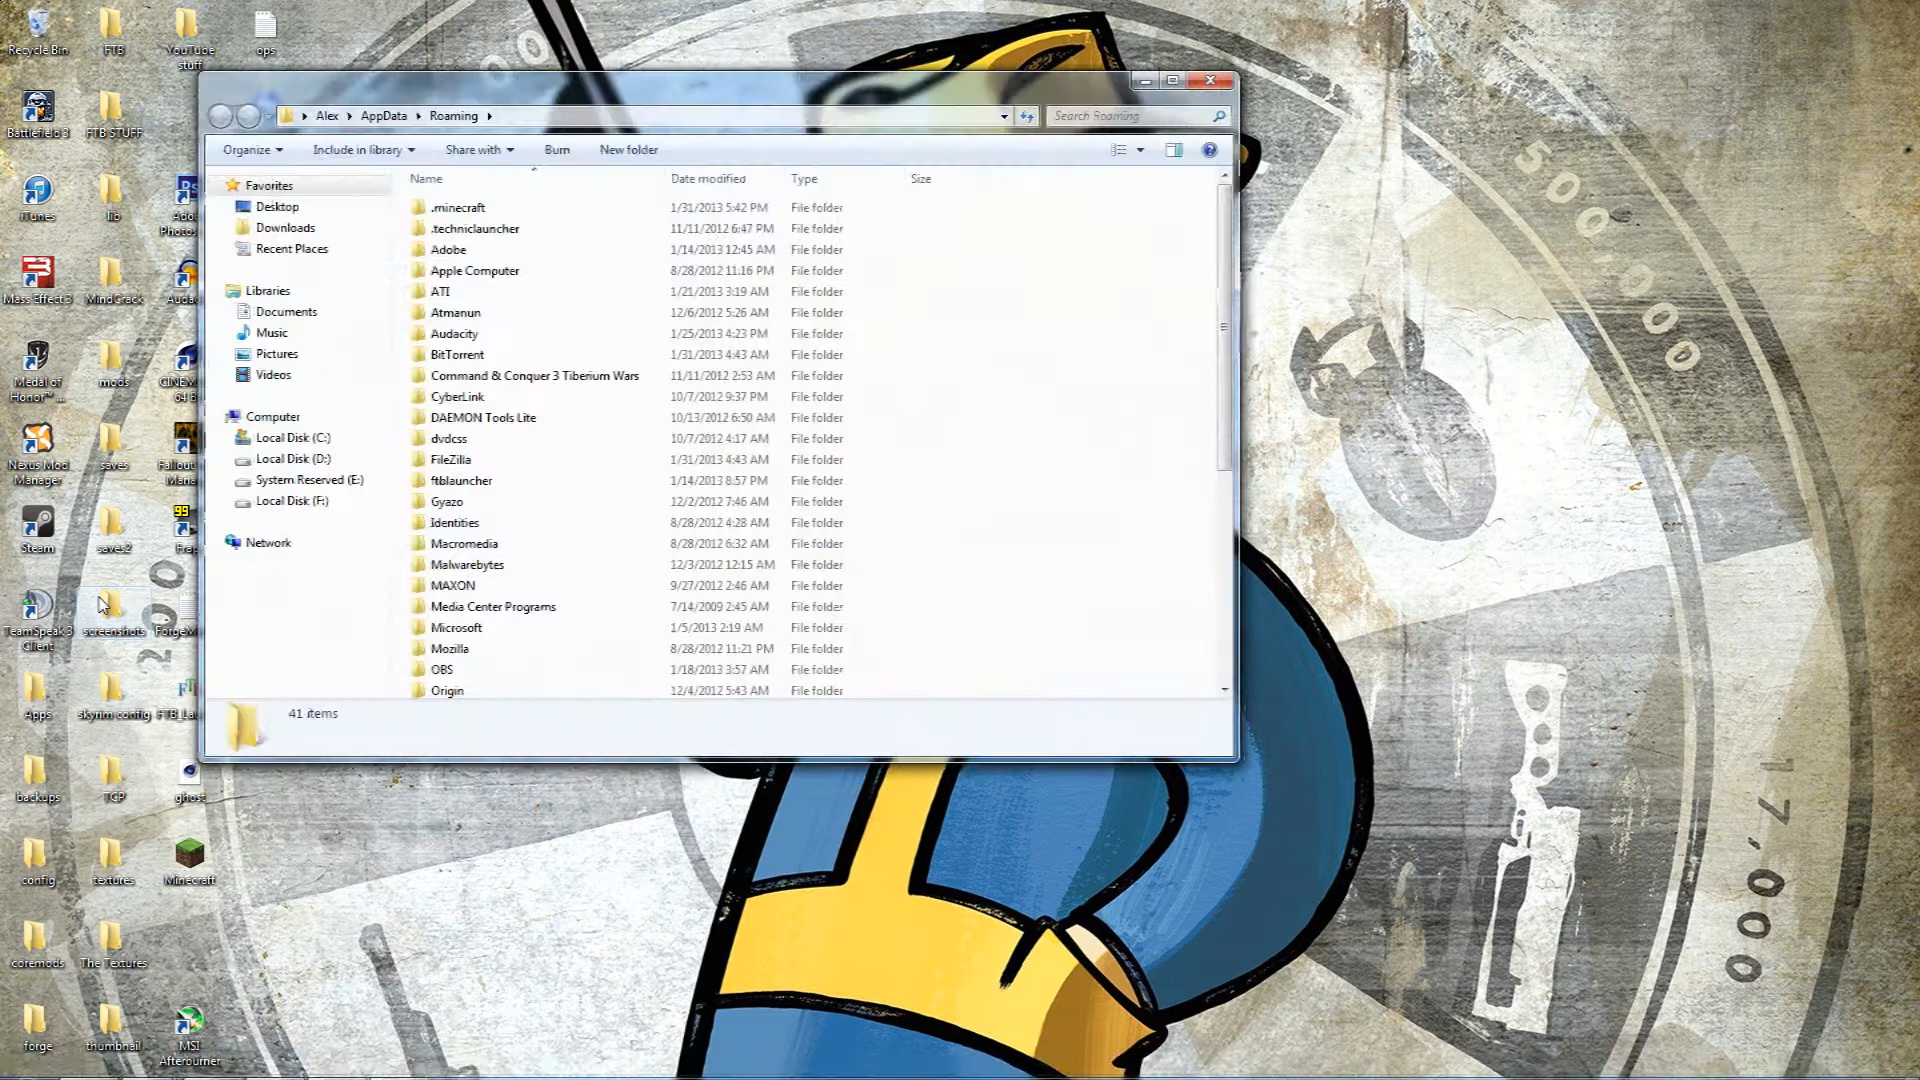 Recycle Bin
FTB
YouTube stuff
ops
Battlefield 3
FTB STUFF
iTunes
lib
Photos
Mass Effect 3
MindCrack
Medal of Honor™ ...
mods
64 B
Nexus Mod Manager
saves
Fallout
Mana
Steam
saves2
99
TeamSpeak 3 Client
screenshots
Apps
skyrim config
backups
TCP
ghost
config
textures
Minecraft
coremods
The Textures
forge
thumbnail
MSI Afterburner
Alex
AppData
Roaming
Search Roaming
Organize
Include in library
Share with
Burn
New folder
Name
Date modified
Type
Size
Favorites
Desktop
Downloads
Recent Places
Libraries
Documents
Music
Pictures
Videos
Computer
Local Disk (C:)
Local Disk (D:)
System Reserved (E:)
Local Disk (F:)
Network
.minecraft 1/31/2013 5:42 PM File folder
.techniclauncher 11/11/2012 6:47 PM File folder
Adobe 1/14/2013 12:45 AM File folder
Apple Computer 8/28/2012 11:16 PM File folder
ATI 1/21/2013 3:19 AM File folder
Atmanun 12/6/2012 5:26 AM File folder
Audacity 1/25/2013 4:23 PM File folder
BitTorrent 1/31/2013 4:43 AM File folder
Command & Conquer 3 Tiberium Wars 11/11/2012 2:53 AM File folder
CyberLink 10/7/2012 9:37 PM File folder
DAEMON Tools Lite 10/13/2012 6:50 AM File folder
dvdcss 10/7/2012 4:17 AM File folder
FileZilla 1/31/2013 4:43 AM File folder
ftblauncher 1/14/2013 8:57 PM File folder
Gyazo 12/2/2012 7:46 AM File folder
Identities 8/28/2012 4:28 AM File folder
Macromedia 8/28/2012 6:32 AM File folder
Malwarebytes 12/3/2012 12:15 AM File folder
MAXON 9/27/2012 2:46 AM File folder
Media Center Programs 7/14/2009 2:45 AM File folder
Microsoft 1/5/2013 2:19 AM File folder
Mozilla 8/28/2012 11:21 PM File folder
OBS 1/18/2013 3:57 AM File folder
Origin 12/4/2012 5:43 AM File folder
41 items
500,000
17,000